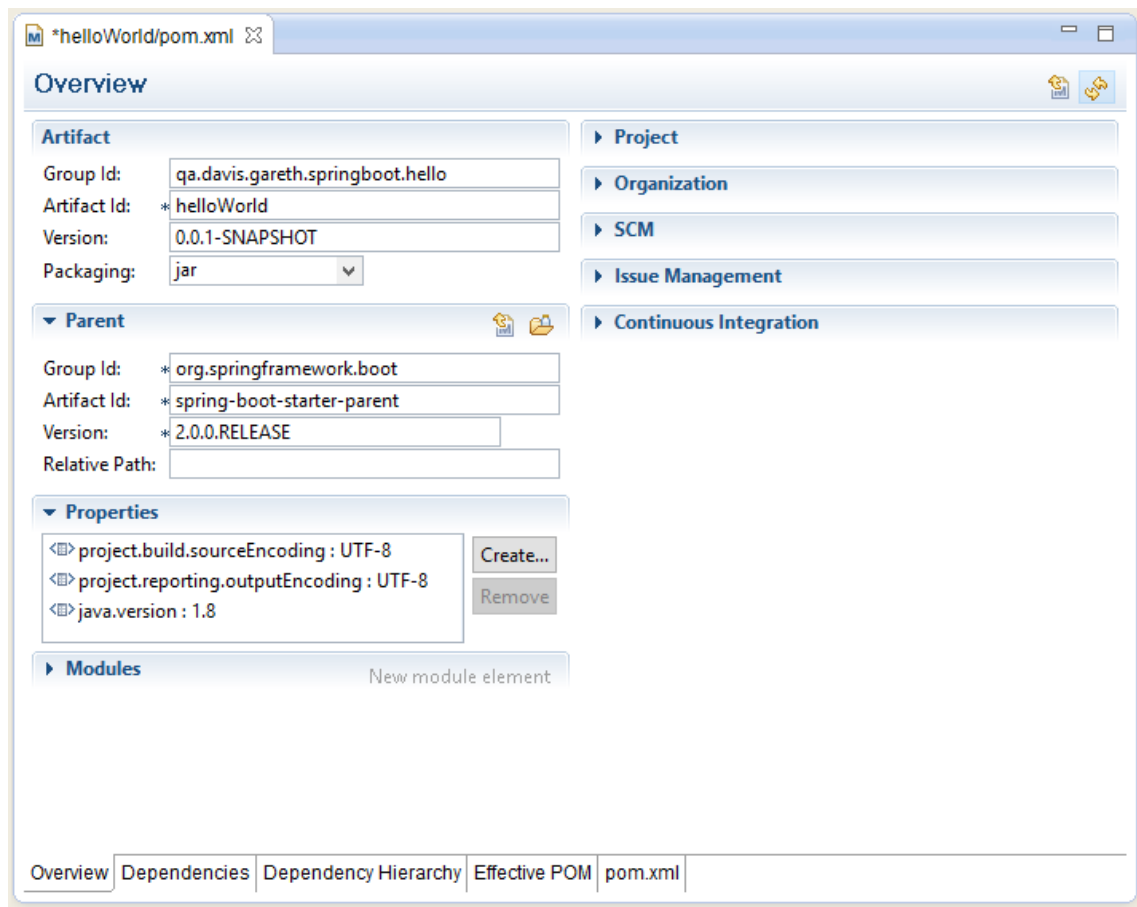 *helloWorld/pom.xml
Overview
Artifact
Group Id: qa.davis.gareth.springboot.hello
Artifact Id: *helloWorld
Version: 0.0.1-SNAPSHOT
Packaging: jar
Parent
Group Id: *org.springframework.boot
Artifact Id: *spring-boot-starter-parent
Version: *2.0.0.RELEASE
Relative Path:
Properties
project.build.sourceEncoding : UTF-8
project.reporting.outputEncoding : UTF-8
java.version : 1.8
Create...
Remove
Modules
New module element
Project
Organization
SCM
Issue Management
Continuous Integration
Overview Dependencies Dependency Hierarchy Effective POM pom.xml